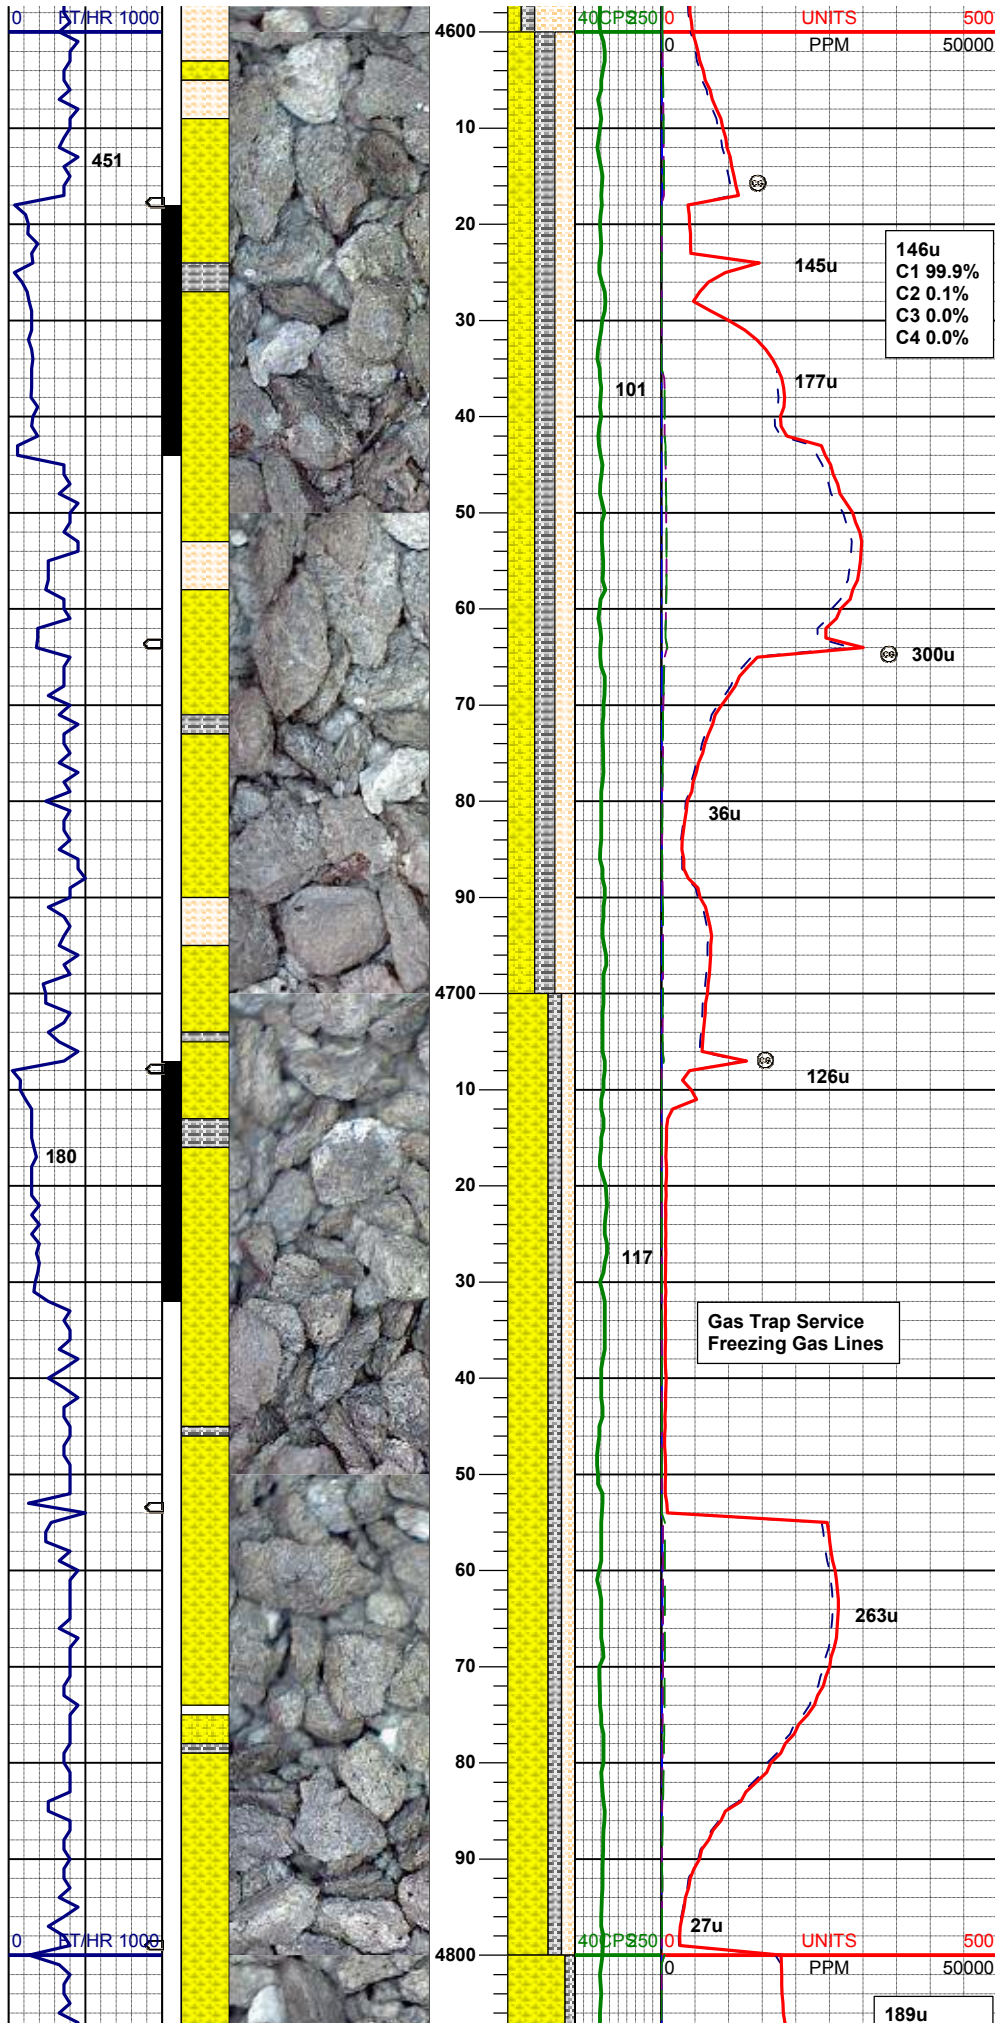 0 FT/HR 1000
4600
40 CPS 250
0 UNITS 500
0 PPM 50000
10
451
CG
20
145u
146u
C1 99.9%
C2 0.1%
C3 0.0%
C4 0.0%
30
101
177u
40
50
60
CG 300u
70
80
36u
90
4700
CG
126u
10
180
20
117
30
Gas Trap Service
Freezing Gas Lines
40
50
60
263u
70
80
90
27u
0 FT/HR 1000
4800
40 CPS 250
0 UNITS 500
0 PPM 50000
189u